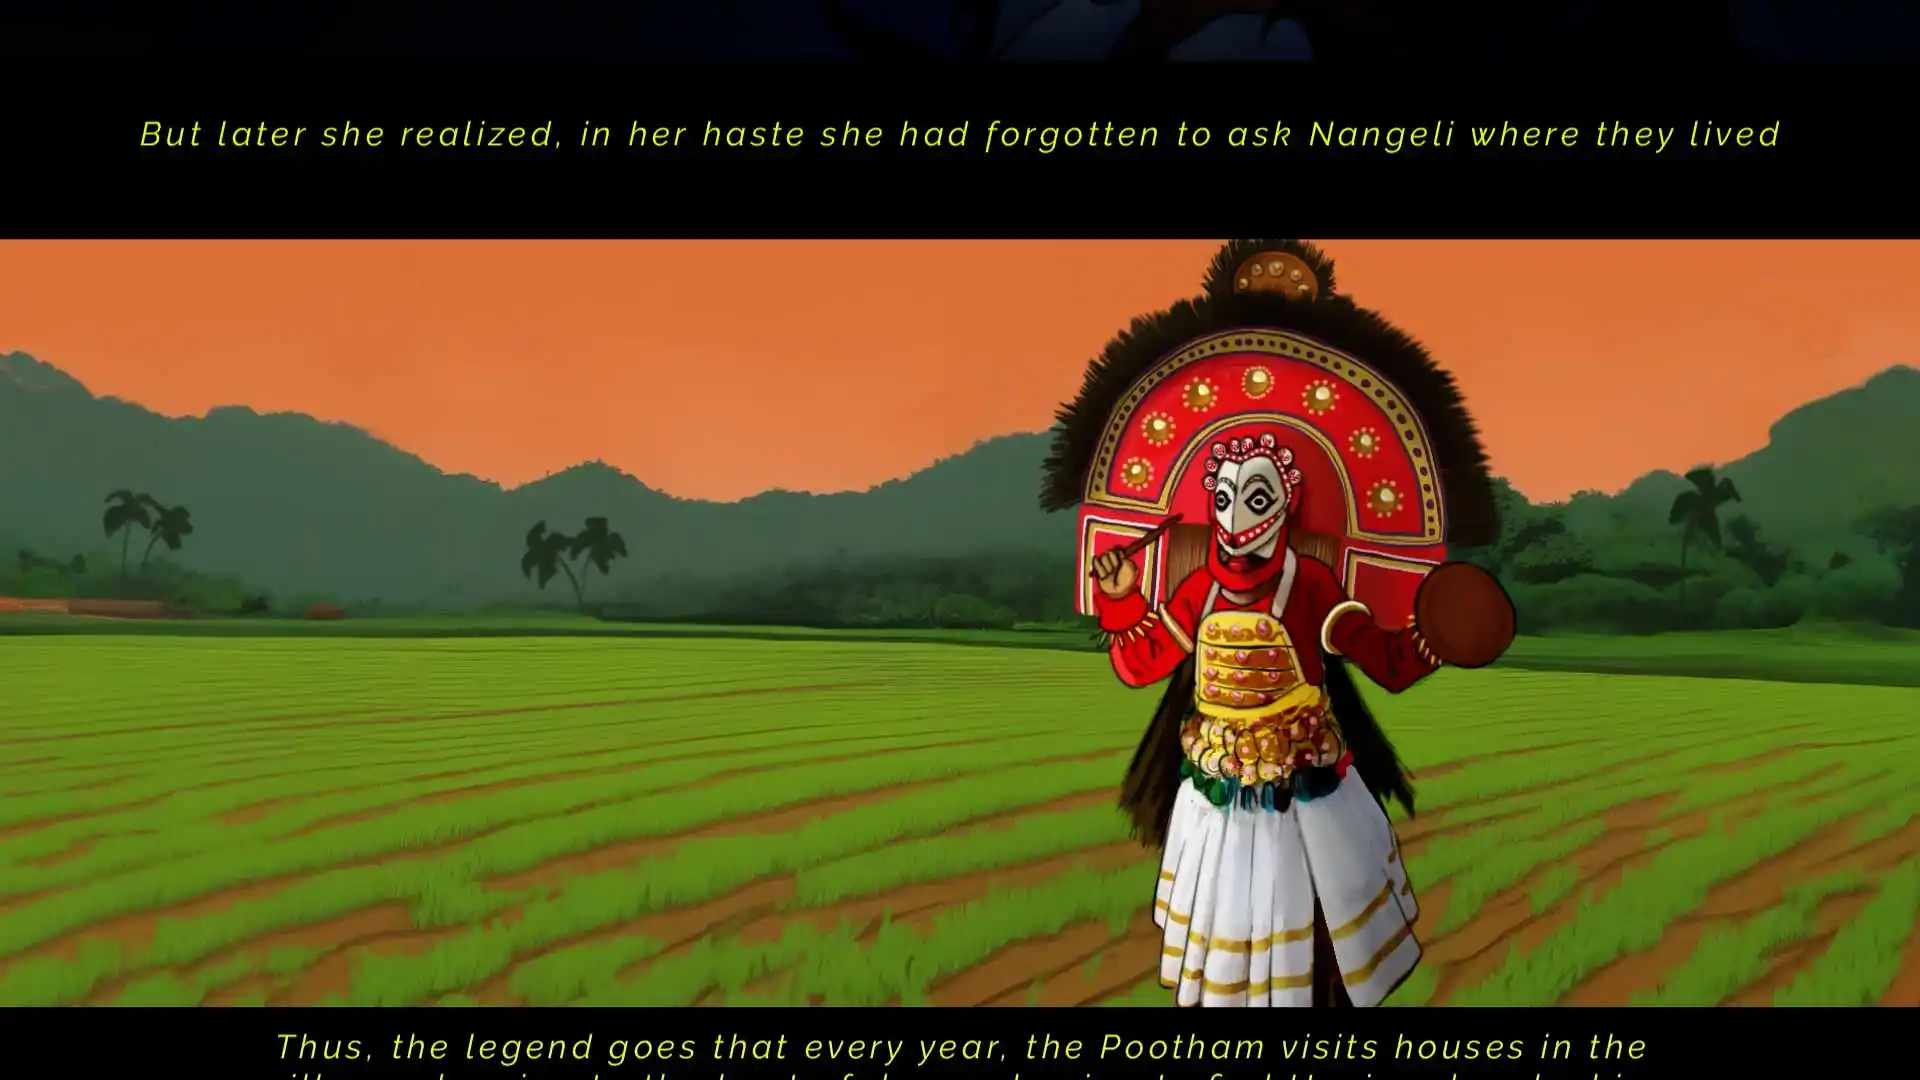 But later she realized, in her haste she had forgotten to ask Nangeli where they lived
Thus, the legend goes that every year, the Pootham visits houses in the